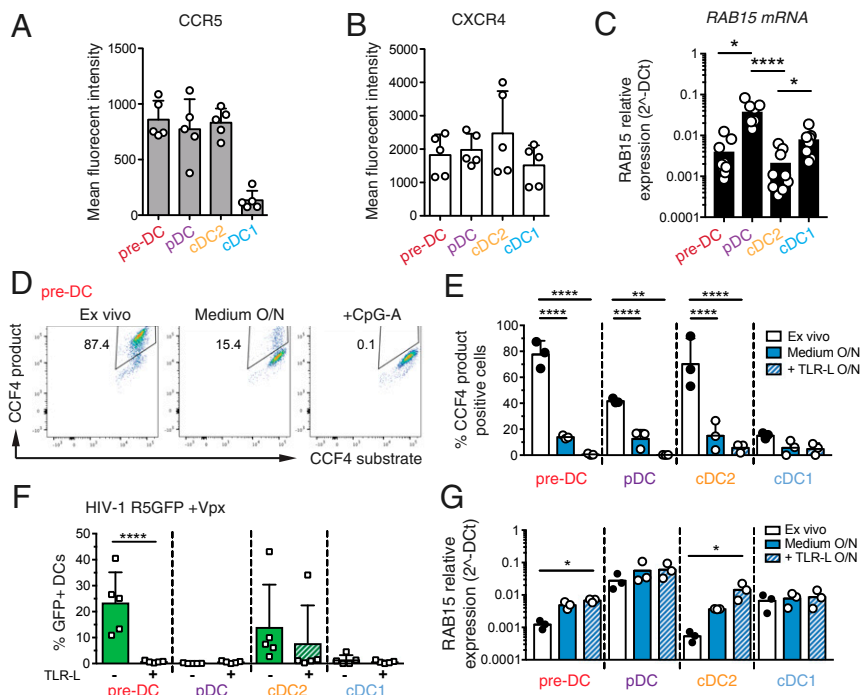 A
CCR5
Mean fluorecent intensity
1500
1000
500
0
pre-DC
pDC
cDC2
cDC1
B
CXCR4
Mean fluorecent intensity
5000
4000
3000
2000
1000
0
pre-DC
pDC
cDC2
cDC1
C
RAB15 mRNA
RAB15 relative
expression (2^-DCt)
*
****
*
1
0.1
0.01
0.001
0.0001
pre-DC
pDC
cDC2
cDC1
D
pre-DC
Ex vivo
Medium O/N
+CpG-A
87.4
15.4
0.1
CCF4 product
CCF4 substrate
E
% CCF4 product
positive cells
100
80
60
40
20
0
****
****
**
****
****
****
Ex vivo
Medium O/N
+ TLR-L O/N
pre-DC
pDC
cDC2
cDC1
F
HIV-1 R5GFP +Vpx
% GFP+ DCs
50
40
30
20
10
0
****
TLR-L
- + - + - + - +
pre-DC
pDC
cDC2
cDC1
G
RAB15 relative
expression (2^-DCt)
1
0.1
0.01
0.001
0.0001
*
*
Ex vivo
Medium O/N
+ TLR-L O/N
pre-DC
pDC
cDC2
cDC1